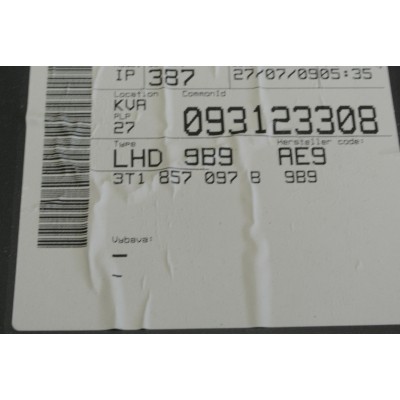 IP 387 27/07/0905:35
Location CommonId
KVA
PLP
27 093123308
Type Hersteller code:
LHD 9B9 AE9
3T1 857 097 B 9B9
Vybava:
–
-